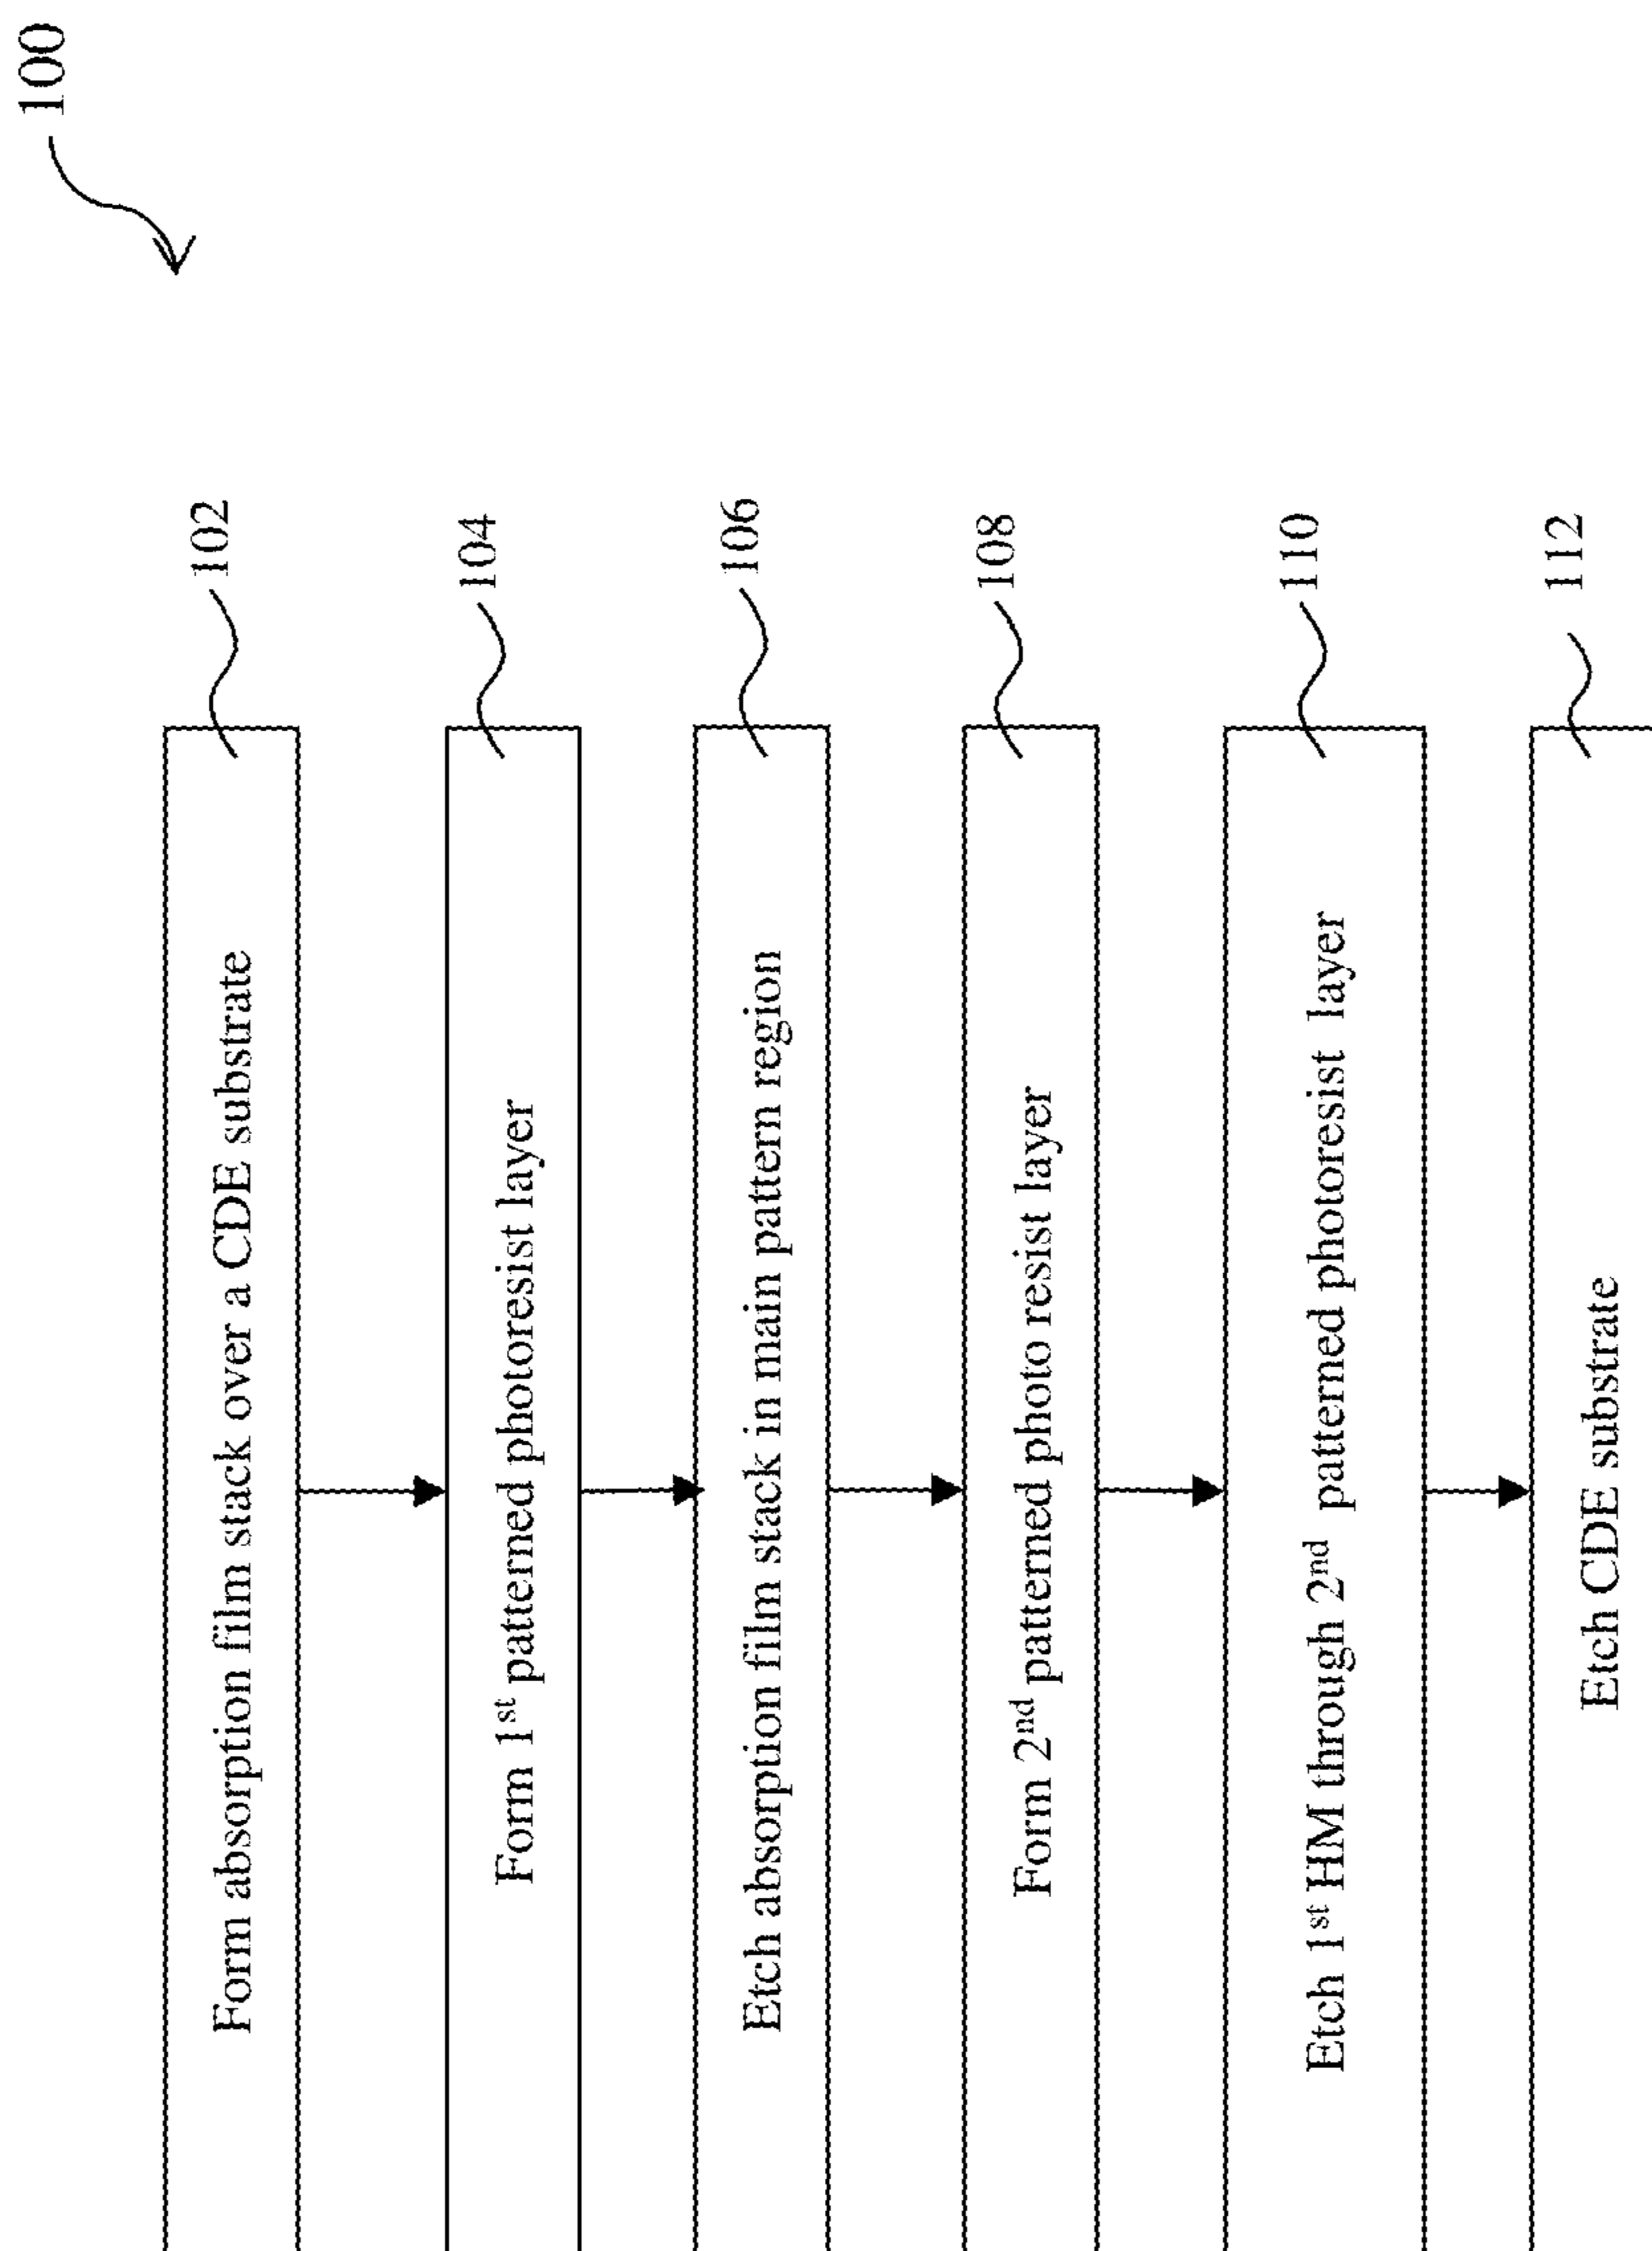 100
Form absorption film stack over a CDE substrate
102
Form 1st patterned photoresist layer
104
Etch absorption film stack in main pattern region
106
Form 2nd patterned photo resist layer
108
Etch 1st HM through 2nd patterned photoresist layer
110
Etch CDE substrate
112